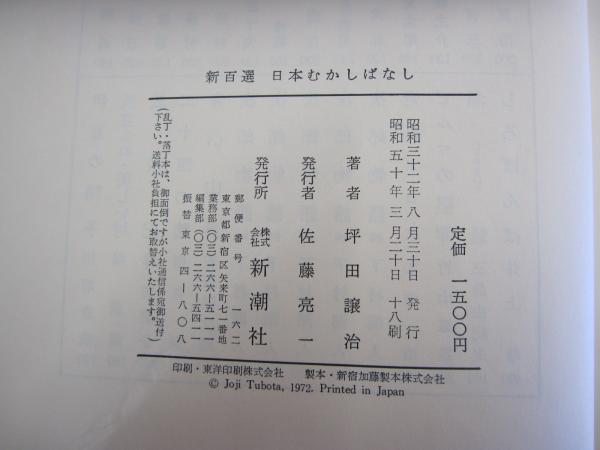 新百選 日本むかしばなし
定価 一五〇〇円
昭和三十二年 八 月三十日 発 行
昭和 五 十 年 三 月二十日 十八刷
著 者 坪 田 譲 治
発行者 佐 藤 亮 一
発行所 株式会社 新 潮 社
郵 便 番 号 一 六 二
東京都新宿区矢来町七一番地
業務部(〇三)二六六―五一一一
編集部(〇三)二六六―五四一一
振 替 東 京 四 ― 八 〇 八
(乱丁・落丁本は、御面倒ですが小社通信係宛御送付
下さい。送料小社負担にてお取替えいたします。)
印刷・東洋印刷株式会社 製本・新宿加藤製本株式会社
© Joji Tubota, 1972. Printed in Japan